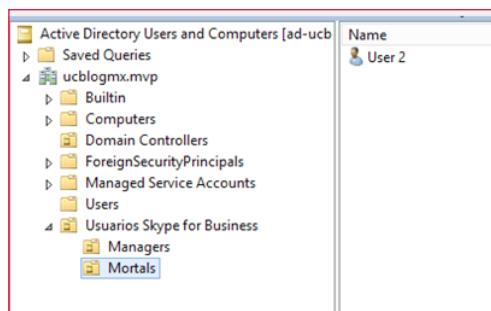 Active Directory Users and Computers [ad-ucb
Saved Queries
ucblogmx.mvp
Builtin
Computers
Domain Controllers
ForeignSecurityPrincipals
Managed Service Accounts
Users
Usuarios Skype for Business
Managers
Mortals
Name
User 2